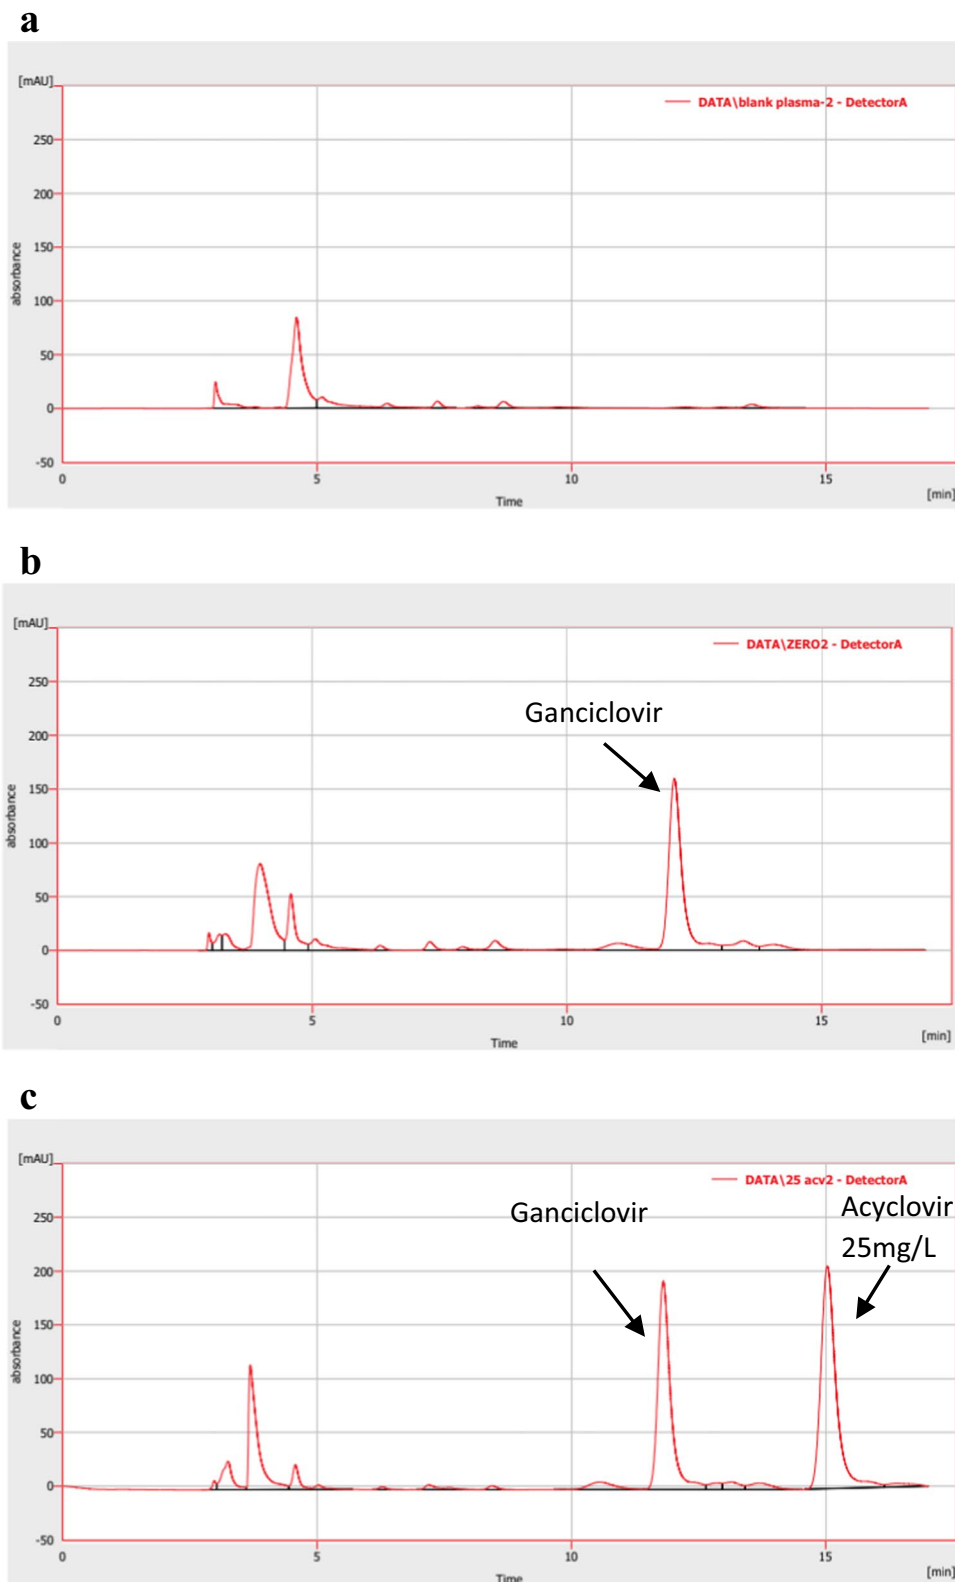 a
[mAU]
DATA\blank plasma-2 - DetectorA
250
200
150
100
50
0
-50
absorbance
0 5 10 15
Time
[min]
b
[mAU]
DATA\ZERO2 - DetectorA
Ganciclovir
250
200
150
100
50
0
-50
absorbance
0 5 10 15
Time
[min]
c
[mAU]
DATA\25 acv2 - DetectorA
Ganciclovir
Acyclovir
25mg/L
250
200
150
100
50
0
-50
absorbance
0 5 10 15
Time
[min]